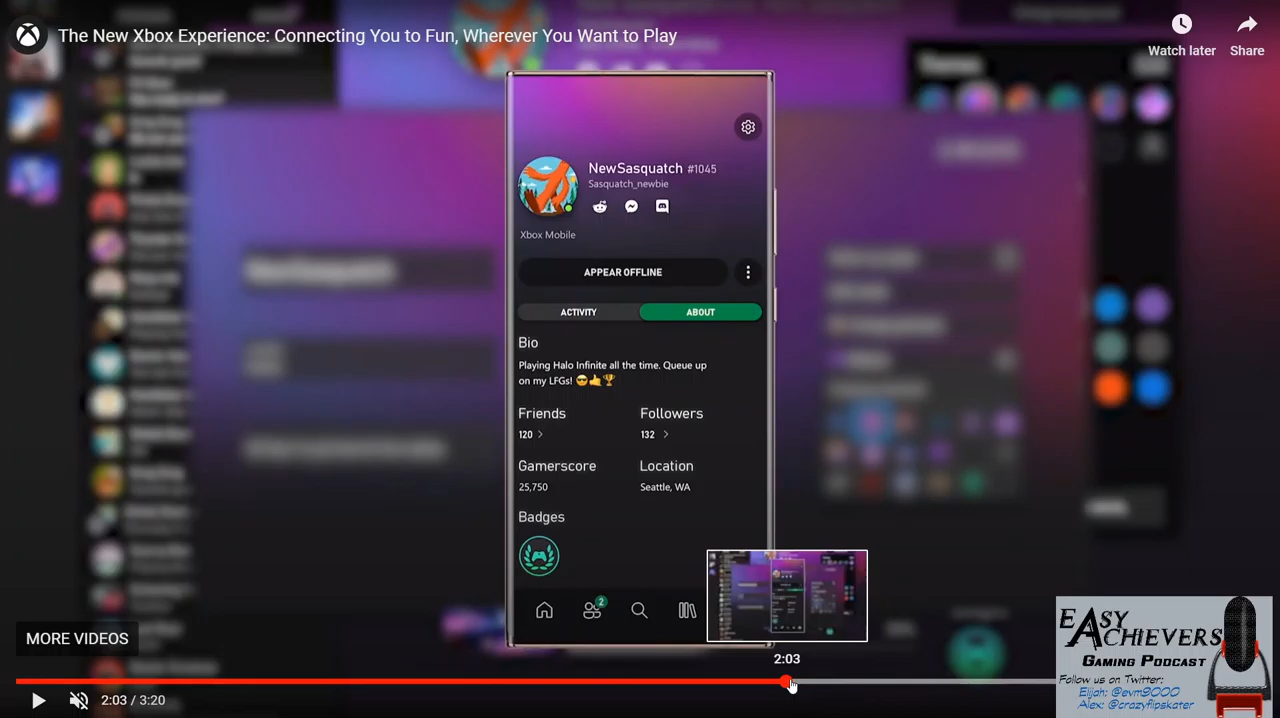 The New Xbox Experience: Connecting You to Fun, Wherever You Want to Play
Watch later
Share
NewSasquatch #1045
Sasquatch_newbie
Xbox Mobile
APPEAR OFFLINE
ACTIVITY
ABOUT
Bio
Playing Halo Infinite all the time. Queue up
on my LFGs! 😎🤙🏆
Friends
Followers
120 >
132 >
Gamerscore
Location
25,750
Seattle, WA
Badges
2
MORE VIDEOS
2:03
2:03 / 3:20
EASY
ACHIEVERS
GAMING PODCAST
Follow us on Twitter:
Elijah: @evm9000
Alex: @crazyflipskater